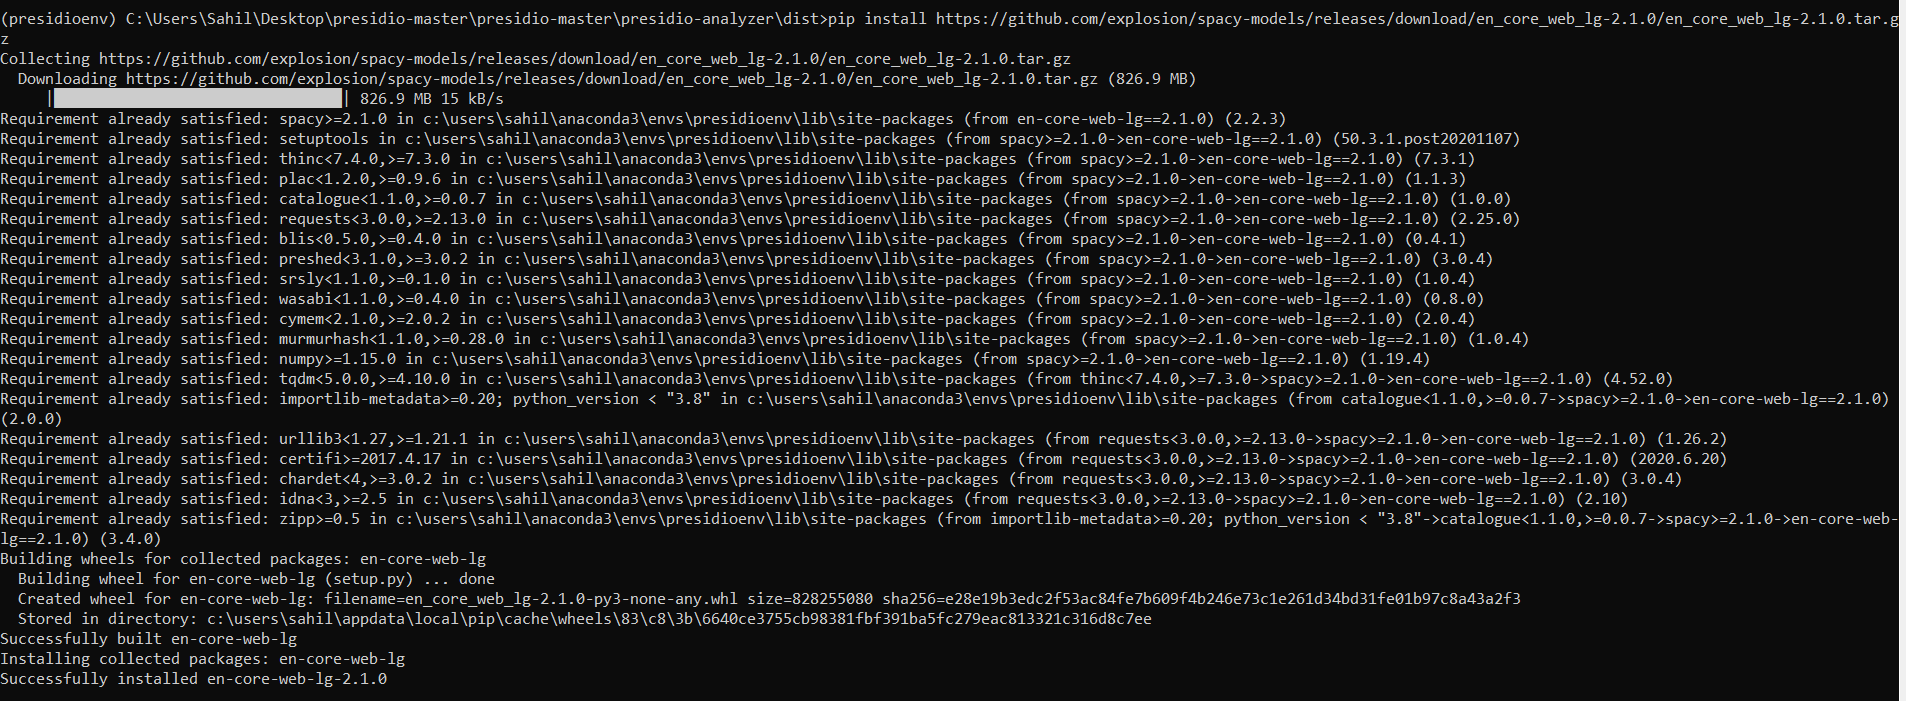 (presidioenv) C:\Users\Sahil\Desktop\presidio-master\presidio-master\presidio-analyzer\dist>pip install https://github.com/explosion/spacy-models/releases/download/en_core_web_lg-2.1.0/en_core_web_lg-2.1.0.tar.g
z
Collecting https://github.com/explosion/spacy-models/releases/download/en_core_web_lg-2.1.0/en_core_web_lg-2.1.0.tar.gz
  Downloading https://github.com/explosion/spacy-models/releases/download/en_core_web_lg-2.1.0/en_core_web_lg-2.1.0.tar.gz (826.9 MB)
     |████████████████████████████████| 826.9 MB 15 kB/s
Requirement already satisfied: spacy>=2.1.0 in c:\users\sahil\anaconda3\envs\presidioenv\lib\site-packages (from en-core-web-lg==2.1.0) (2.2.3)
Requirement already satisfied: setuptools in c:\users\sahil\anaconda3\envs\presidioenv\lib\site-packages (from spacy>=2.1.0->en-core-web-lg==2.1.0) (50.3.1.post20201107)
Requirement already satisfied: thinc<7.4.0,>=7.3.0 in c:\users\sahil\anaconda3\envs\presidioenv\lib\site-packages (from spacy>=2.1.0->en-core-web-lg==2.1.0) (7.3.1)
Requirement already satisfied: plac<1.2.0,>=0.9.6 in c:\users\sahil\anaconda3\envs\presidioenv\lib\site-packages (from spacy>=2.1.0->en-core-web-lg==2.1.0) (1.1.3)
Requirement already satisfied: catalogue<1.1.0,>=0.0.7 in c:\users\sahil\anaconda3\envs\presidioenv\lib\site-packages (from spacy>=2.1.0->en-core-web-lg==2.1.0) (1.0.0)
Requirement already satisfied: requests<3.0.0,>=2.13.0 in c:\users\sahil\anaconda3\envs\presidioenv\lib\site-packages (from spacy>=2.1.0->en-core-web-lg==2.1.0) (2.25.0)
Requirement already satisfied: blis<0.5.0,>=0.4.0 in c:\users\sahil\anaconda3\envs\presidioenv\lib\site-packages (from spacy>=2.1.0->en-core-web-lg==2.1.0) (0.4.1)
Requirement already satisfied: preshed<3.1.0,>=3.0.2 in c:\users\sahil\anaconda3\envs\presidioenv\lib\site-packages (from spacy>=2.1.0->en-core-web-lg==2.1.0) (3.0.4)
Requirement already satisfied: srsly<1.1.0,>=0.1.0 in c:\users\sahil\anaconda3\envs\presidioenv\lib\site-packages (from spacy>=2.1.0->en-core-web-lg==2.1.0) (1.0.4)
Requirement already satisfied: wasabi<1.1.0,>=0.4.0 in c:\users\sahil\anaconda3\envs\presidioenv\lib\site-packages (from spacy>=2.1.0->en-core-web-lg==2.1.0) (0.8.0)
Requirement already satisfied: cymem<2.1.0,>=2.0.2 in c:\users\sahil\anaconda3\envs\presidioenv\lib\site-packages (from spacy>=2.1.0->en-core-web-lg==2.1.0) (2.0.4)
Requirement already satisfied: murmurhash<1.1.0,>=0.28.0 in c:\users\sahil\anaconda3\envs\presidioenv\lib\site-packages (from spacy>=2.1.0->en-core-web-lg==2.1.0) (1.0.4)
Requirement already satisfied: numpy>=1.15.0 in c:\users\sahil\anaconda3\envs\presidioenv\lib\site-packages (from spacy>=2.1.0->en-core-web-lg==2.1.0) (1.19.4)
Requirement already satisfied: tqdm<5.0.0,>=4.10.0 in c:\users\sahil\anaconda3\envs\presidioenv\lib\site-packages (from thinc<7.4.0,>=7.3.0->spacy>=2.1.0->en-core-web-lg==2.1.0) (4.52.0)
Requirement already satisfied: importlib-metadata>=0.20; python_version < "3.8" in c:\users\sahil\anaconda3\envs\presidioenv\lib\site-packages (from catalogue<1.1.0,>=0.0.7->spacy>=2.1.0->en-core-web-lg==2.1.0)
(2.0.0)
Requirement already satisfied: urllib3<1.27,>=1.21.1 in c:\users\sahil\anaconda3\envs\presidioenv\lib\site-packages (from requests<3.0.0,>=2.13.0->spacy>=2.1.0->en-core-web-lg==2.1.0) (1.26.2)
Requirement already satisfied: certifi>=2017.4.17 in c:\users\sahil\anaconda3\envs\presidioenv\lib\site-packages (from requests<3.0.0,>=2.13.0->spacy>=2.1.0->en-core-web-lg==2.1.0) (2020.6.20)
Requirement already satisfied: chardet<4,>=3.0.2 in c:\users\sahil\anaconda3\envs\presidioenv\lib\site-packages (from requests<3.0.0,>=2.13.0->spacy>=2.1.0->en-core-web-lg==2.1.0) (3.0.4)
Requirement already satisfied: idna<3,>=2.5 in c:\users\sahil\anaconda3\envs\presidioenv\lib\site-packages (from requests<3.0.0,>=2.13.0->spacy>=2.1.0->en-core-web-lg==2.1.0) (2.10)
Requirement already satisfied: zipp>=0.5 in c:\users\sahil\anaconda3\envs\presidioenv\lib\site-packages (from importlib-metadata>=0.20; python_version < "3.8"->catalogue<1.1.0,>=0.0.7->spacy>=2.1.0->en-core-web-
lg==2.1.0) (3.4.0)
Building wheels for collected packages: en-core-web-lg
  Building wheel for en-core-web-lg (setup.py) ... done
  Created wheel for en-core-web-lg: filename=en_core_web_lg-2.1.0-py3-none-any.whl size=828255080 sha256=e28e19b3edc2f53ac84fe7b609f4b246e73c1e261d34bd31fe01b97c8a43a2f3
  Stored in directory: c:\users\sahil\appdata\local\pip\cache\wheels\83\c8\3b\6640ce3755cb98381fbf391ba5fc279eac813321c316d8c7ee
Successfully built en-core-web-lg
Installing collected packages: en-core-web-lg
Successfully installed en-core-web-lg-2.1.0